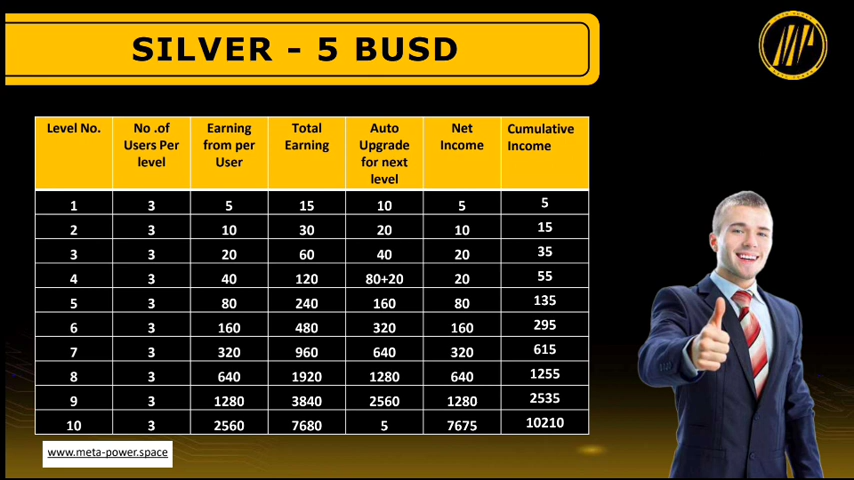 SILVER - 5 BUSD
Level No. No .of Users Per level Earning from per User Total Earning Auto Upgrade for next level Net Income Cumulative Income
1 3 5 15 10 5 5
2 3 10 30 20 10 15
3 3 20 60 40 20 35
4 3 40 120 80+20 20 55
5 3 80 240 160 80 135
6 3 160 480 320 160 295
7 3 320 960 640 320 615
8 3 640 1920 1280 640 1255
9 3 1280 3840 2560 1280 2535
10 3 2560 7680 5 7675 10210
www.meta-power.space